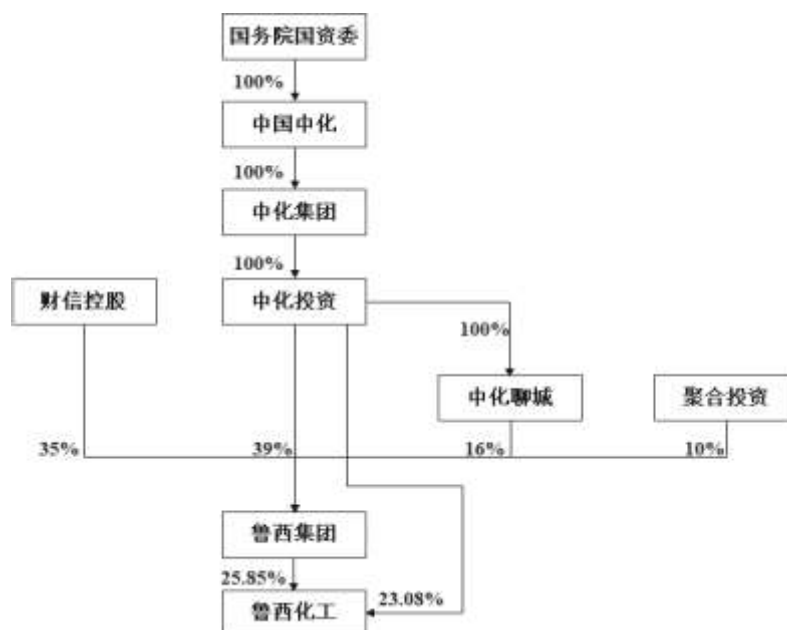 国务院国资委
100%
中国中化
100%
中化集团
100%
财信控股
中化投资
100%
中化聊城
聚合投资
35%
39%
16%
10%
鲁西集团
25.85%
23.08%
鲁西化工